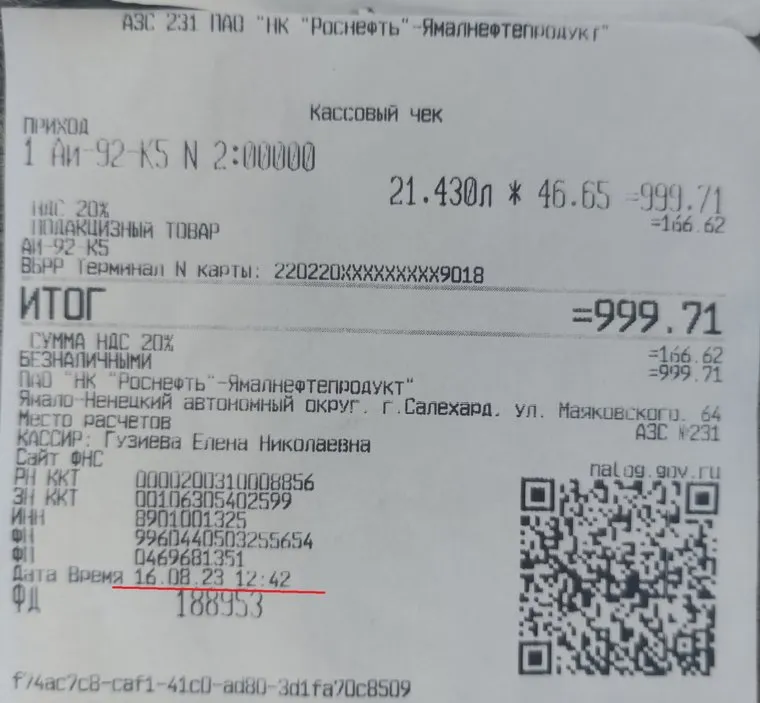 АЗС 231 ПАО "НК "Роснефть"-Ямалнефтепродукт"
Кассовый чек
ПРИХОД
1 Аи-92-К5 N 2:00000
21.430л * 46.65 =999.71
НДС 20% =166.62
ПОДАКЦИЗНЫЙ ТОВАР
АИ-92-К5
ВБРР Терминал N карты: 220220XXXXXXXXX9018
ИТОГ =999.71
СУММА НДС 20% =166.62
БЕЗНАЛИЧНЫМИ =999.71
ПАО "НК "Роснефть"-Ямалнефтепродукт"
Ямало-Ненецкий автономный округ. г.Салехард. ул. Маяковского. 64
Место расчетов АЗС №231
КАССИР: Гузиева Елена Николаевна
Сайт ФНС nalog.gov.ru
РН ККТ 0000200310008856
ЗН ККТ 00106305402599
ИНН 8901001325
ФН 9960440503255654
ФП 0469681351
Дата Время 16.08.23 12:42
ФД 188953
f74ac7c8-caf1-41c0-ad80-3d1fa70c8509